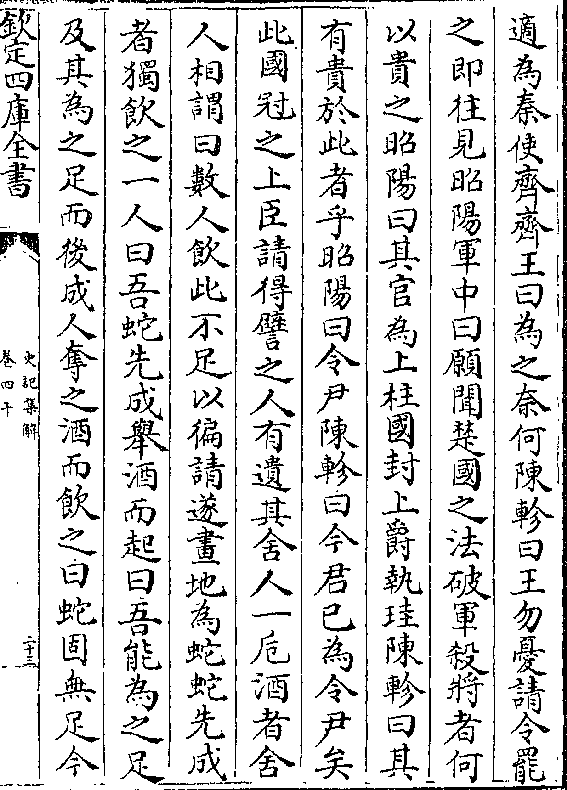 適為秦使齊齊王曰為之奈何陳軫曰王勿憂請令罷
之即往見昭陽軍中曰願聞楚國之法破軍殺將者何
以貴之昭陽曰其官為上柱國封上爵執珪陳軫曰其
有貴於此者乎昭陽曰令尹陳軫曰今君已為令尹矣
此國冠之上臣請得譬之人有遺其舍人一巵酒者舍
人相謂曰數人飲此不足以徧請遂畫地為蛇蛇先成
者獨飲之一人曰吾蛇先成舉酒而起曰吾能為之足
及其為之足而後成人奪之酒而飲之曰蛇固無足今
欽定四庫全書
史記集解
卷四十
二十三